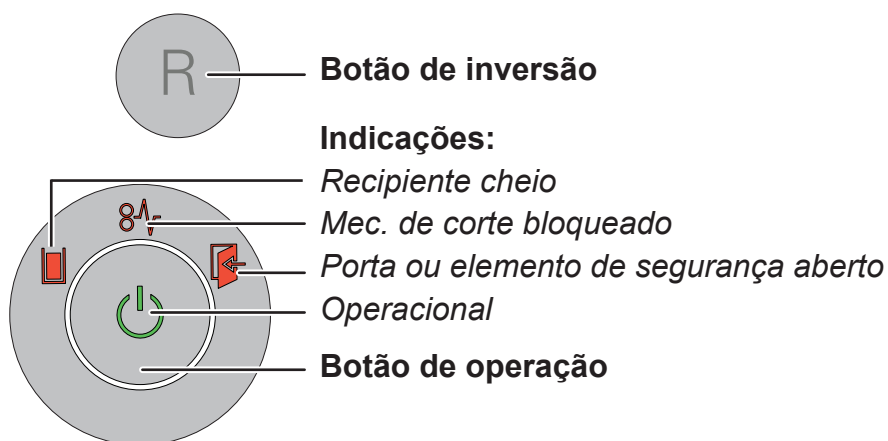 R
Botão de inversão
Indicações:
Recipiente cheio
Mec. de corte bloqueado
Porta ou elemento de segurança aberto
Operacional
Botão de operação